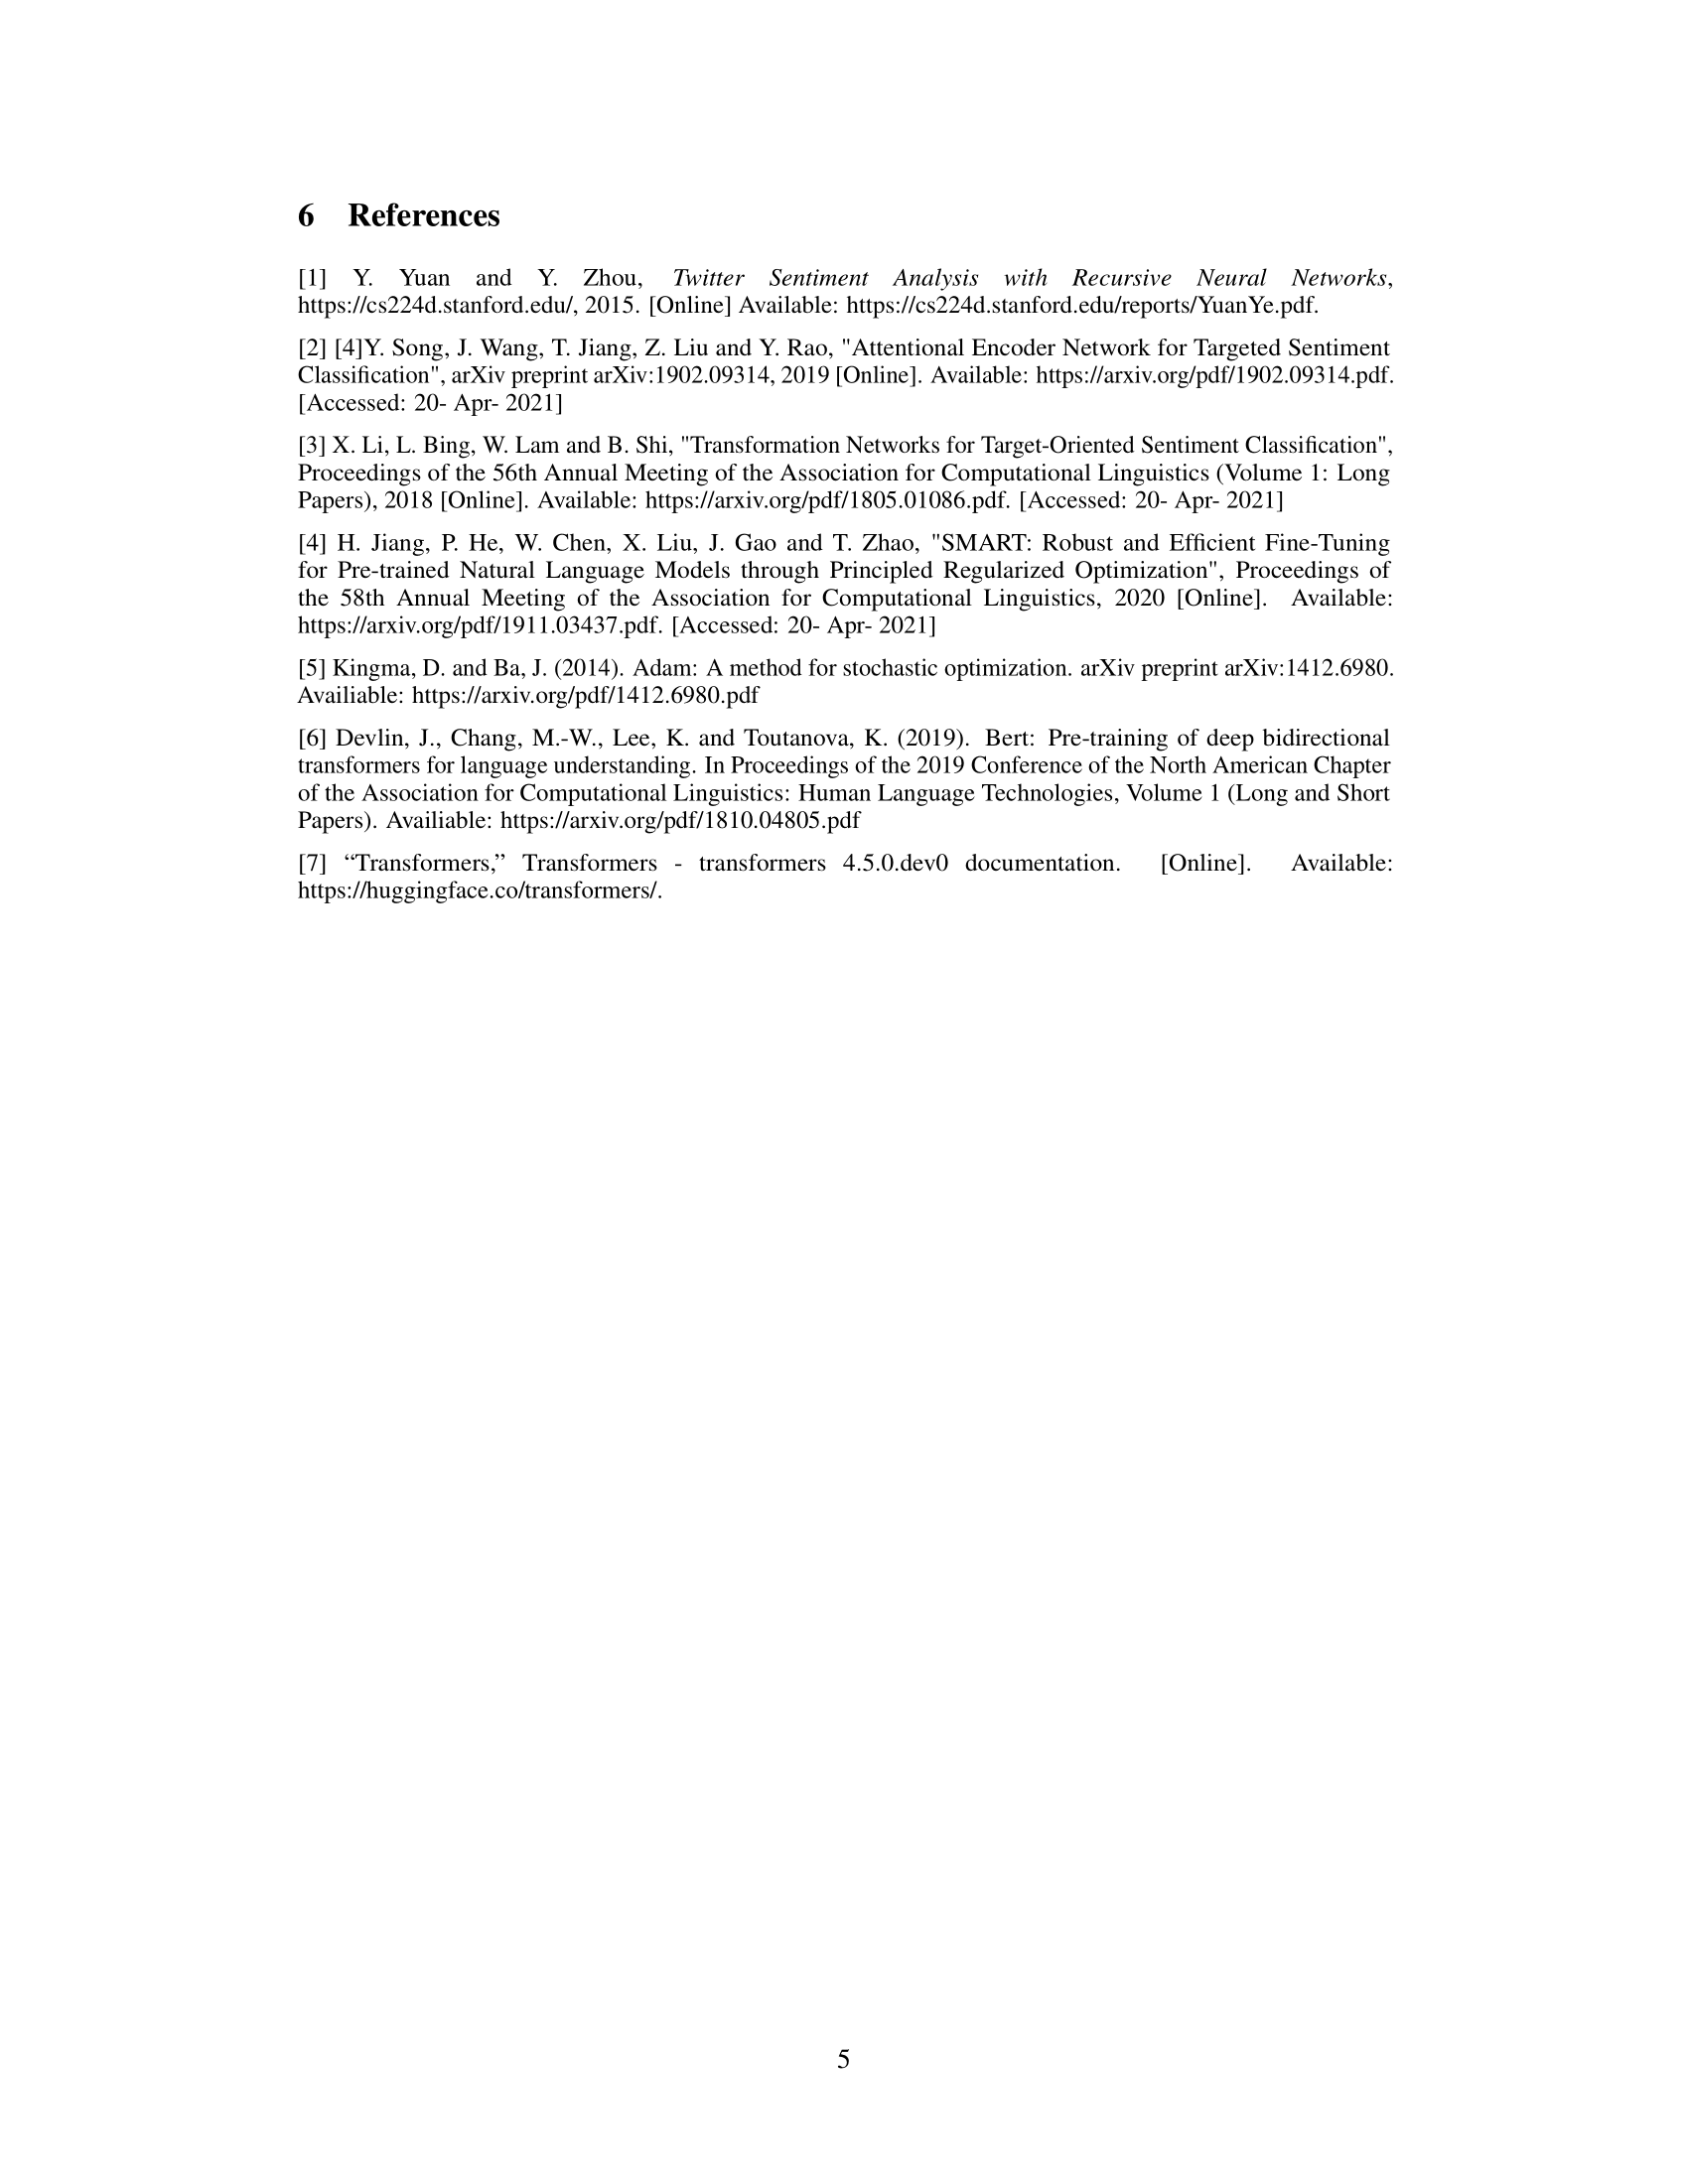 6 References
[1] Y. Yuan and Y. Zhou, Twitter Sentiment Analysis with Recursive Neural Networks,
https://cs224d.stanford.edu/, 2015. [Online] Available: https://cs224d.stanford.edu/reports/YuanYe.pdf.
[2] [4]Y. Song, J. Wang, T. Jiang, Z. Liu and Y. Rao, "Attentional Encoder Network for Targeted Sentiment
Classification", arXiv preprint arXiv:1902.09314, 2019 [Online]. Available: https://arxiv.org/pdf/1902.09314.pdf.
[Accessed: 20- Apr- 2021]
[3] X. Li, L. Bing, W. Lam and B. Shi, "Transformation Networks for Target-Oriented Sentiment Classification",
Proceedings of the 56th Annual Meeting of the Association for Computational Linguistics (Volume 1: Long
Papers), 2018 [Online]. Available: https://arxiv.org/pdf/1805.01086.pdf. [Accessed: 20- Apr- 2021]
[4] H. Jiang, P. He, W. Chen, X. Liu, J. Gao and T. Zhao, "SMART: Robust and Efficient Fine-Tuning
for Pre-trained Natural Language Models through Principled Regularized Optimization", Proceedings of
the 58th Annual Meeting of the Association for Computational Linguistics, 2020 [Online]. Available:
https://arxiv.org/pdf/1911.03437.pdf. [Accessed: 20- Apr- 2021]
[5] Kingma, D. and Ba, J. (2014). Adam: A method for stochastic optimization. arXiv preprint arXiv:1412.6980.
Availiable: https://arxiv.org/pdf/1412.6980.pdf
[6] Devlin, J., Chang, M.-W., Lee, K. and Toutanova, K. (2019). Bert: Pre-training of deep bidirectional
transformers for language understanding. In Proceedings of the 2019 Conference of the North American Chapter
of the Association for Computational Linguistics: Human Language Technologies, Volume 1 (Long and Short
Papers). Availiable: https://arxiv.org/pdf/1810.04805.pdf
[7] “Transformers,” Transformers - transformers 4.5.0.dev0 documentation. [Online]. Available:
https://huggingface.co/transformers/.
5